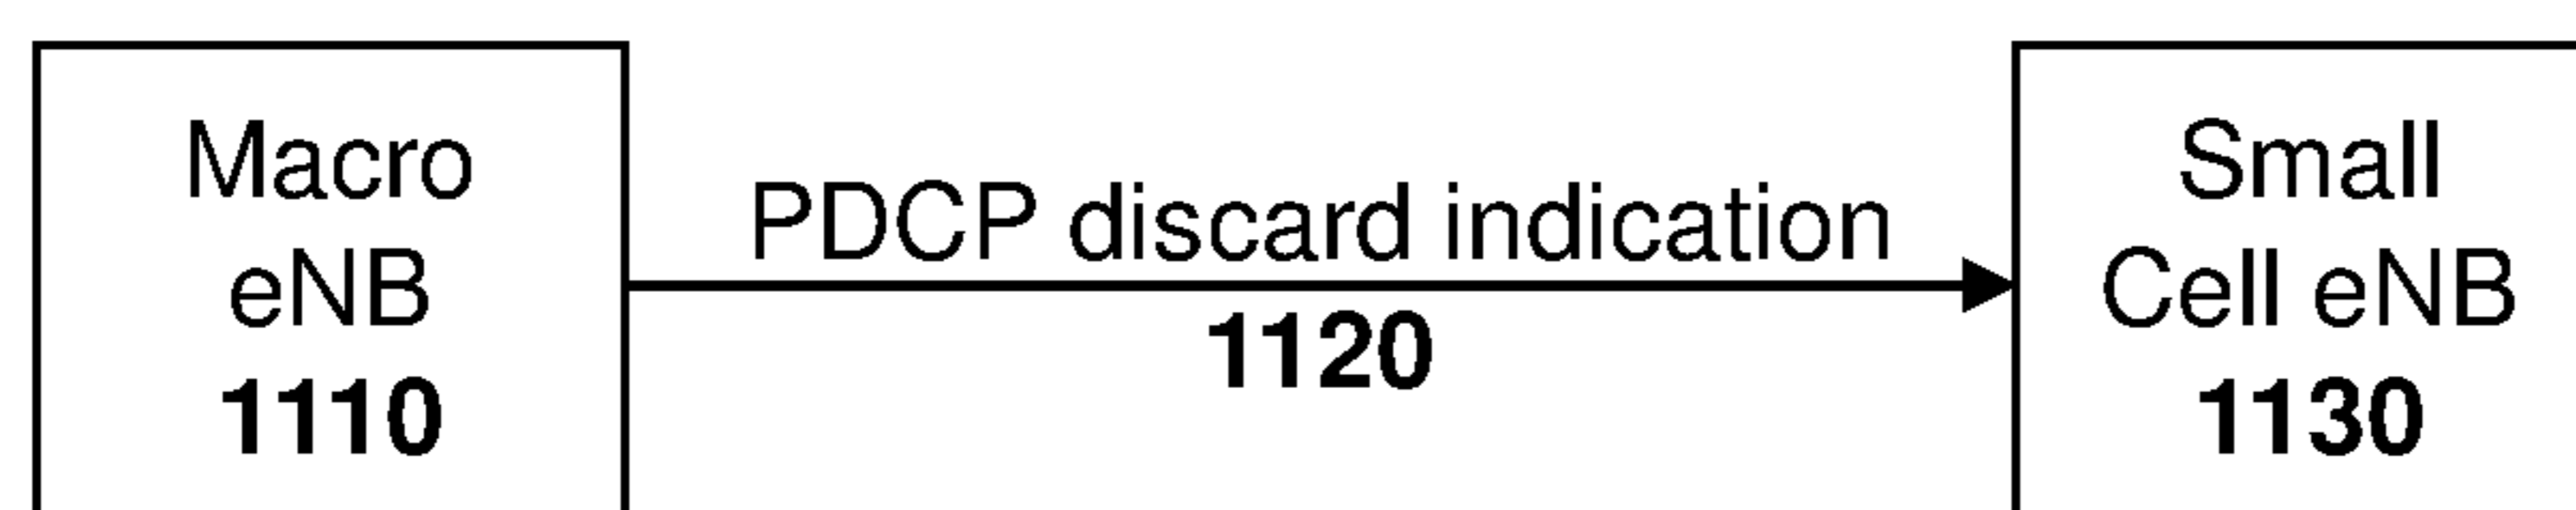 Macro
eNB
1110
PDCP discard indication
1120
Small
Cell eNB
1130